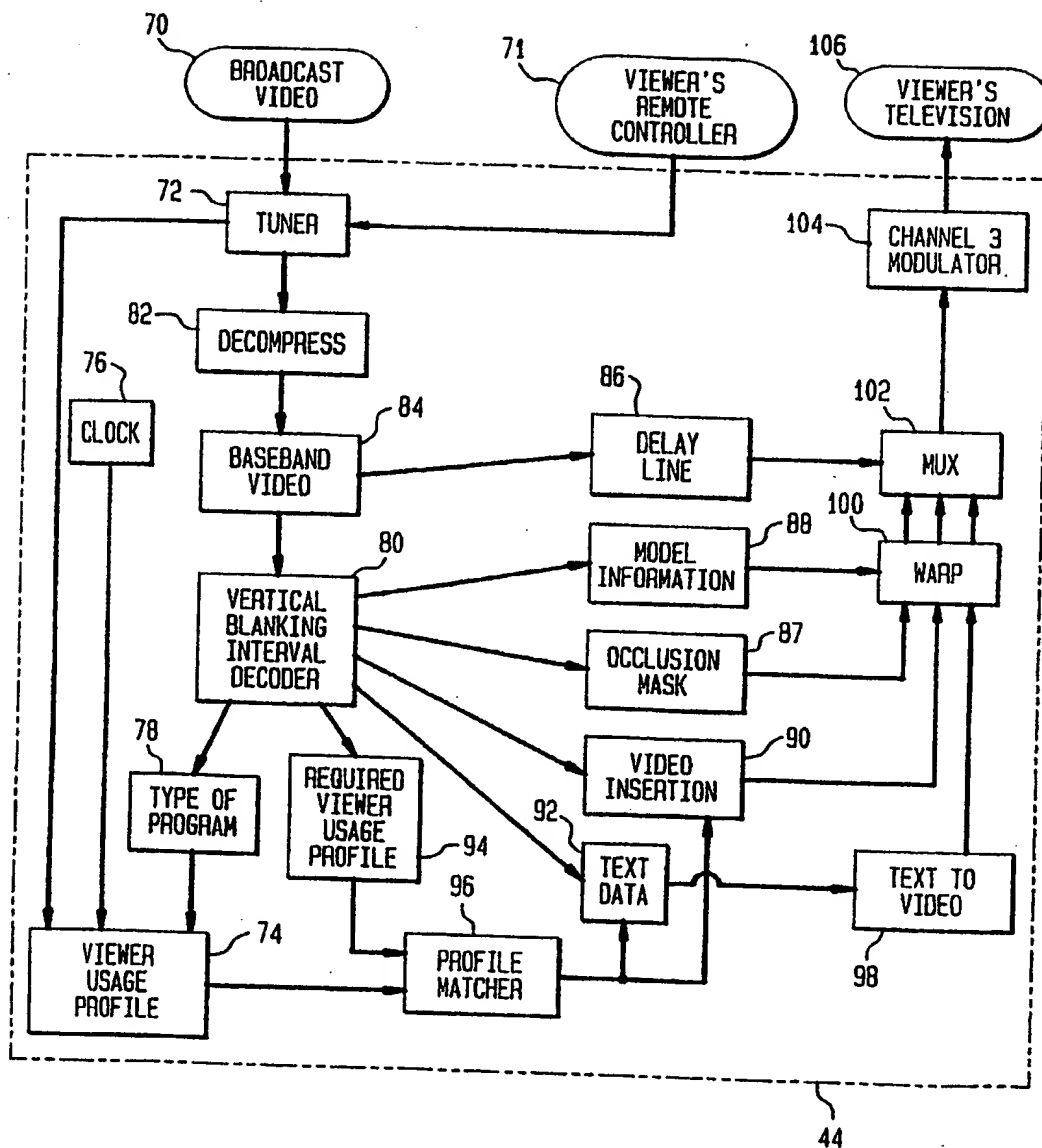 70
BROADCAST
VIDEO
71
VIEWER'S
REMOTE
CONTROLLER
106
VIEWER'S
TELEVISION
72
TUNER
104
CHANNEL 3
MODULATOR
82
DECOMPRESS
76
CLOCK
84
BASEBAND
VIDEO
86
DELAY
LINE
102
MUX
80
VERTICAL
BLANKING
INTERVAL
DECODER
88
MODEL
INFORMATION
100
WARP
87
OCCLUSION
MASK
78
TYPE OF
PROGRAM
REQUIRED
VIEWER
USAGE
PROFILE
94
90
VIDEO
INSERTION
92
TEXT
DATA
TEXT TO
VIDEO
98
74
VIEWER
USAGE
PROFILE
96
PROFILE
MATCHER
44